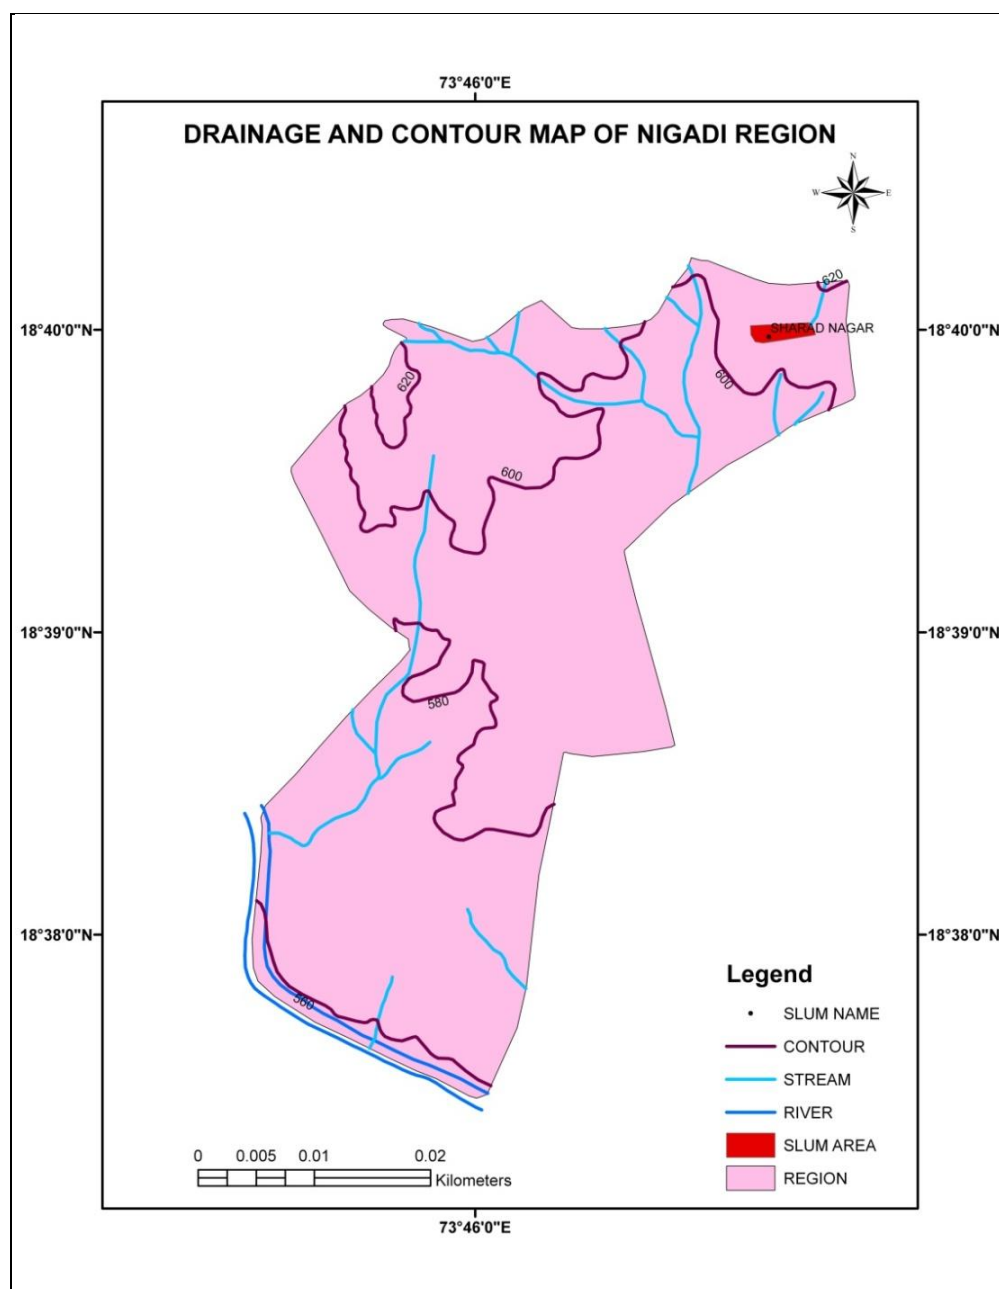 73°46'0"E
DRAINAGE AND CONTOUR MAP OF NIGADI REGION
N
W E
S
620
18°40'0"N 18°40'0"N
SHARAD NAGAR
620
600
600
18°39'0"N 18°39'0"N
580
18°38'0"N 18°38'0"N
560
Legend
SLUM NAME
CONTOUR
STREAM
RIVER
SLUM AREA
REGION
0 0.005 0.01 0.02
Kilometers
73°46'0"E